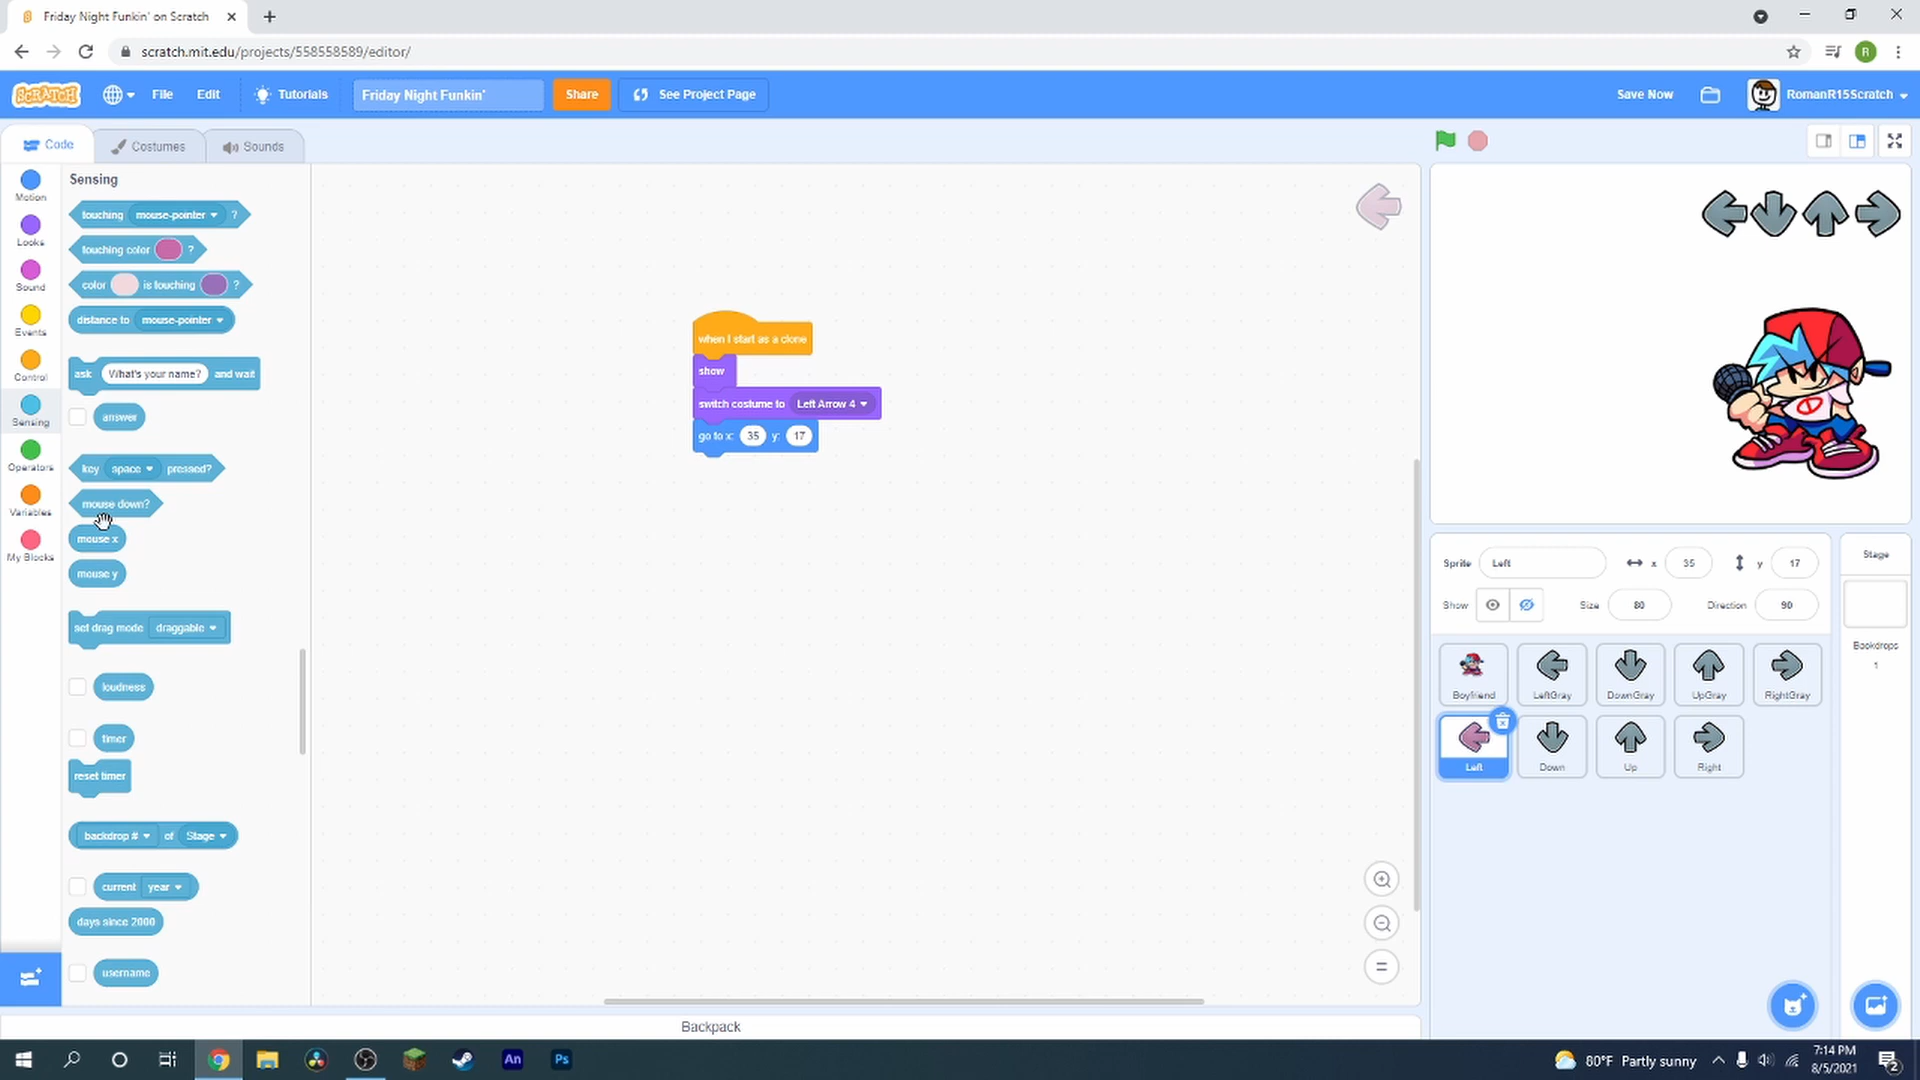 Friday Night Funkin' on Scratch
scratch.mit.edu/projects/558558589/editor/
R
SCRATCH
File
Edit
Tutorials
Friday Night Funkin'
Share
See Project Page
Save Now
RomanR15Scratch
Code
Costumes
Sounds
Motion
Looks
Sound
Events
Control
Sensing
Operators
Variables
My Blocks
Sensing
touching mouse-pointer ?
touching color ?
color is touching ?
distance to mouse-pointer
ask What's your name? and wait
answer
key space pressed?
mouse down?
mouse x
mouse y
set drag mode draggable
loudness
timer
reset timer
backdrop # of Stage
current year
days since 2000
username
when I start as a clone
show
switch costume to Left Arrow 4
go to x: 35 y: 17
Backpack
Sprite Left x 35 y 17
Show Size 80 Direction 90
Boyfriend
LeftGray
DownGray
UpGray
RightGray
Left
Down
Up
Right
Stage
Backdrops
1
An
Ps
80°F Partly sunny
7:14 PM
8/5/2021
2